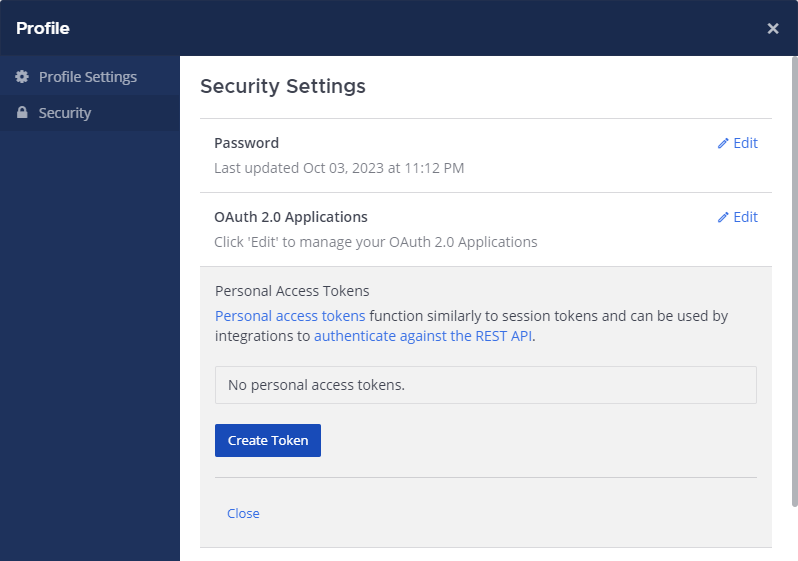 Profile
Profile Settings
Security
Security Settings
Password
Edit
Last updated Oct 03, 2023 at 11:12 PM
OAuth 2.0 Applications
Edit
Click 'Edit' to manage your OAuth 2.0 Applications
Personal Access Tokens
Personal access tokens function similarly to session tokens and can be used by
integrations to authenticate against the REST API.
No personal access tokens.
Create Token
Close